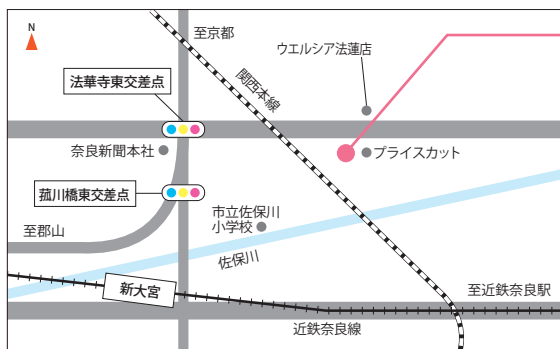 N
至京都
ウエルシア法蓮店
法華寺東交差点
関西本線
奈良新聞本社
プライスカット
菰川橋東交差点
市立佐保川
小学校
至郡山
佐保川
新大宮
至近鉄奈良駅
近鉄奈良線